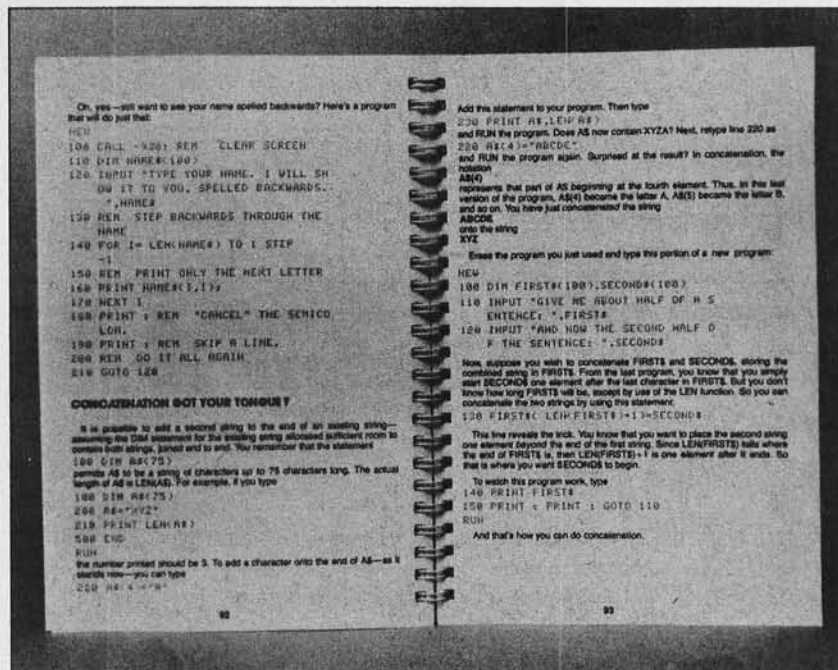 Oh, yes—still want to see your name spelled backwards? Here's a program
that will do just that:
NEW
100 CALL -936: REM   CLEAR SCREEN
110 DIM NAME$(100)
120 INPUT "TYPE YOUR NAME. I WILL SH
OW IT TO YOU, SPELLED BACKWARDS.
",NAME$
130 REM  STEP BACKWARDS THROUGH THE
NAME
140 FOR I= LEN(NAME$) TO 1 STEP
-1
150 REM  PRINT ONLY THE NEXT LETTER
160 PRINT NAME$(I,I);
170 NEXT I
180 PRINT : REM  "CANCEL" THE SEMICO
LON.
190 PRINT : REM  SKIP A LINE.
200 REM  DO IT ALL AGAIN
210 GOTO 120
CONCATENATION GOT YOUR TONGUE?
It is possible to add a second string to the end of an existing string—
assuming the DIM statement for the existing string allocated sufficient room to
contain both strings, joined end to end. You remember that the statement
100 DIM A$(75)
permits A$ to be a string of characters up to 75 characters long. The actual
length of A$ is LEN(A$). For example, if you type
100 DIM A$(75)
200 A$="XYZ"
210 PRINT LEN(A$)
500 END
RUN
the number printed should be 3. To add a character onto the end of A$—as it
stands now—you can type
220 A$(4)="A"
92
Add this statement to your program. Then type
230 PRINT A$,LEN(A$)
and RUN the program. Does A$ now contain XYZA? Next, retype line 220 as
220 A$(4)="ABCDE"
and RUN the program again. Surprised at the result? In concatenation, the
notation
A$(4)
represents that part of A$ beginning at the fourth element. Thus, in this last
version of the program, A$(4) became the letter A, A$(5) became the letter B,
and so on. You have just concatenated the string
ABCDE
onto the string
XYZ
Erase the program you just used and type this portion of a new program:
NEW
100 DIM FIRST$(100),SECOND$(100)
110 INPUT "GIVE ME ABOUT HALF OF A S
ENTENCE: ",FIRST$
120 INPUT "AND NOW THE SECOND HALF O
F THE SENTENCE: ",SECOND$
Now, suppose you wish to concatenate FIRST$ and SECOND$, storing the
combined string in FIRST$. From the last program, you know that you simply
start SECOND$ one element after the last character in FIRST$. But you don't
know how long FIRST$ will be, except by use of the LEN function. So you can
concatenate the two strings by using this statement:
130 FIRST$( LEN(FIRST$)+1)=SECOND$
This line reveals the trick. You know that you want to place the second string
one element beyond the end of the first string. Since LEN(FIRST$) tells where
the end of FIRST$ is, then LEN(FIRST$)+1 is one element after it ends. So
that is where you want SECOND$ to begin.
To watch this program work, type
140 PRINT FIRST$
150 PRINT : PRINT : GOTO 110
RUN
And that's how you can do concatenation.
93